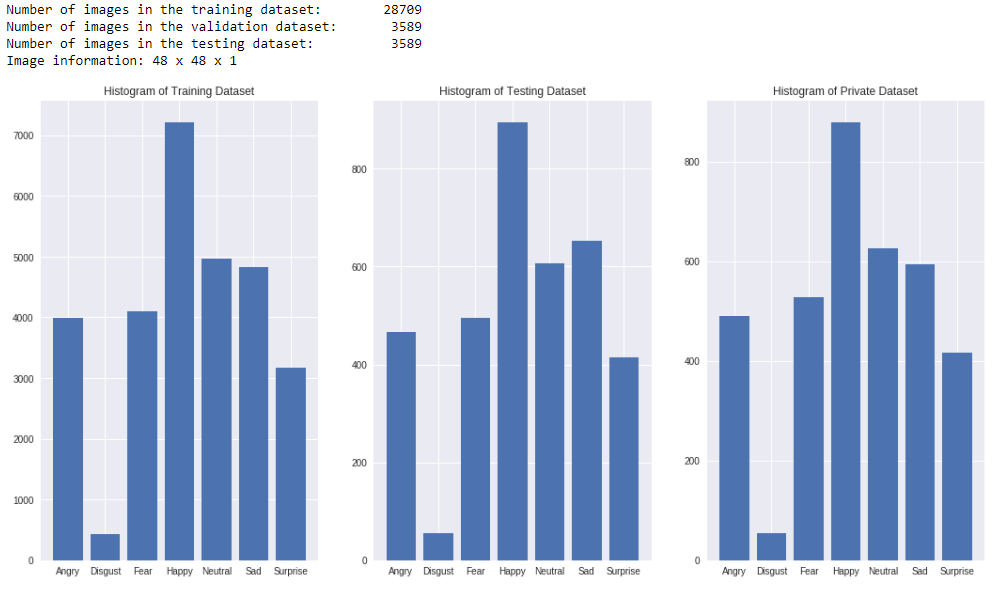 Number of images in the training dataset: 28709
Number of images in the validation dataset: 3589
Number of images in the testing dataset: 3589
Image information: 48 x 48 x 1
Histogram of Training Dataset
7000
6000
5000
4000
3000
2000
1000
0
Angry Disgust Fear Happy Neutral Sad Surprise
Histogram of Testing Dataset
800
600
400
200
0
Angry Disgust Fear Happy Neutral Sad Surprise
Histogram of Private Dataset
800
600
400
200
0
Angry Disgust Fear Happy Neutral Sad Surprise